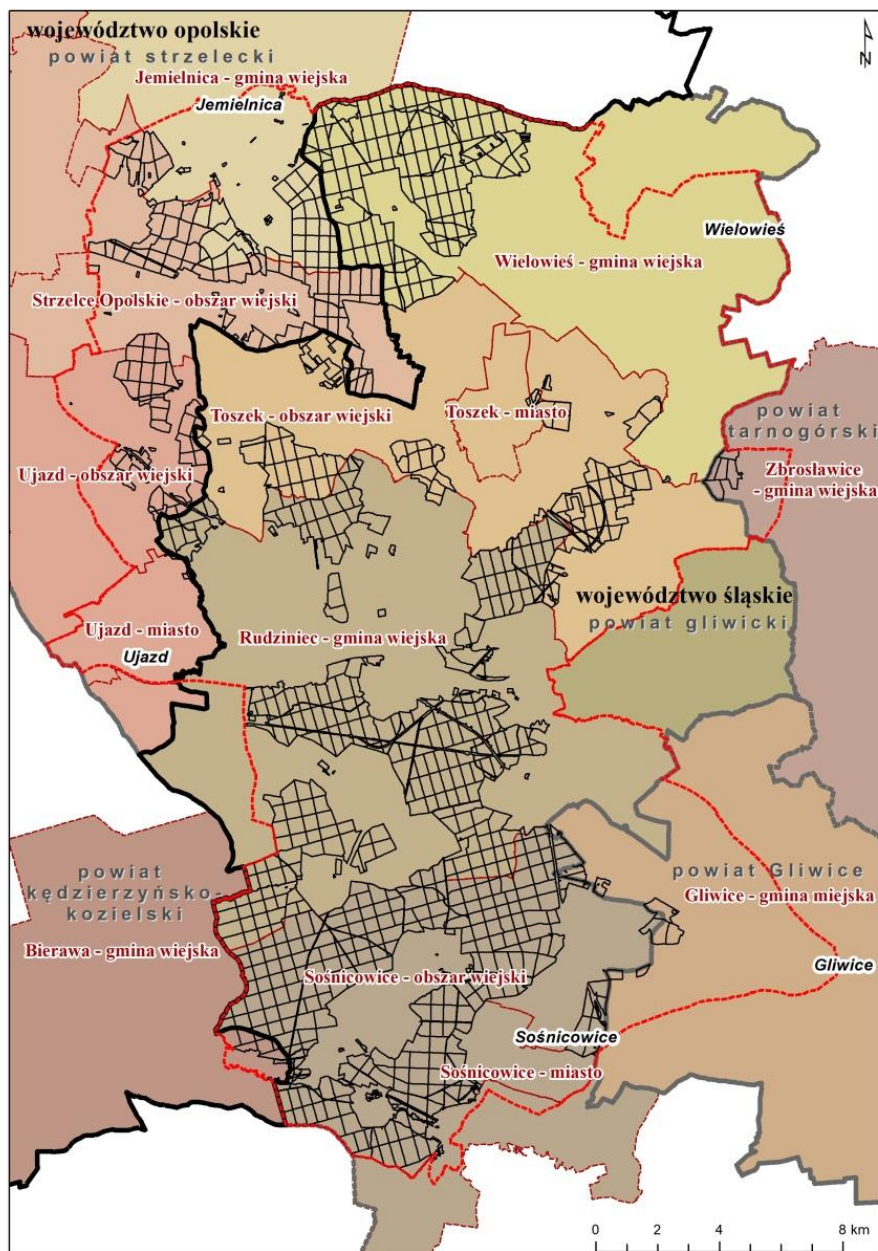 województwo opolskie
powiat strzelecki
Jemielnica - gmina wiejska
Jemielnica
N
Wielowieś
Wielowieś - gmina wiejska
Strzelce Opolskie - obszar wiejski
Toszek - obszar wiejski
Toszek - miasto
powiat
tarnogórski
Zbrosławice
- gmina wiejska
Ujazd - obszar wiejski
województwo śląskie
powiat gliwicki
Ujazd - miasto
Ujazd
Rudziniec - gmina wiejska
powiat
kędzierzyńsko-
kozielski
Bierawa - gmina wiejska
powiat Gliwice
Gliwice - gmina miejska
Gliwice
Sośnicowice - obszar wiejski
Sośnicowice
Sośnicowice - miasto
0 2 4 8 km